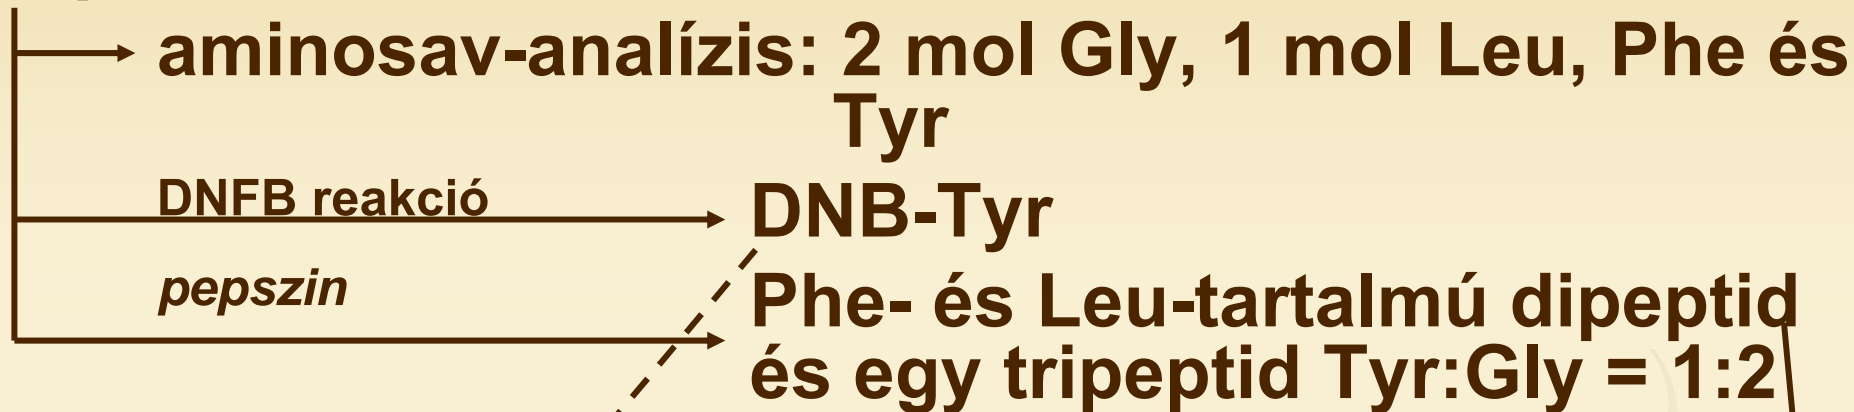 aminosav-analízis: 2 mol Gly, 1 mol Leu, Phe és
Tyr
DNFB reakció
DNB-Tyr
pepszin
Phe- és Leu-tartalmú dipeptid
és egy tripeptid Tyr:Gly = 1:2